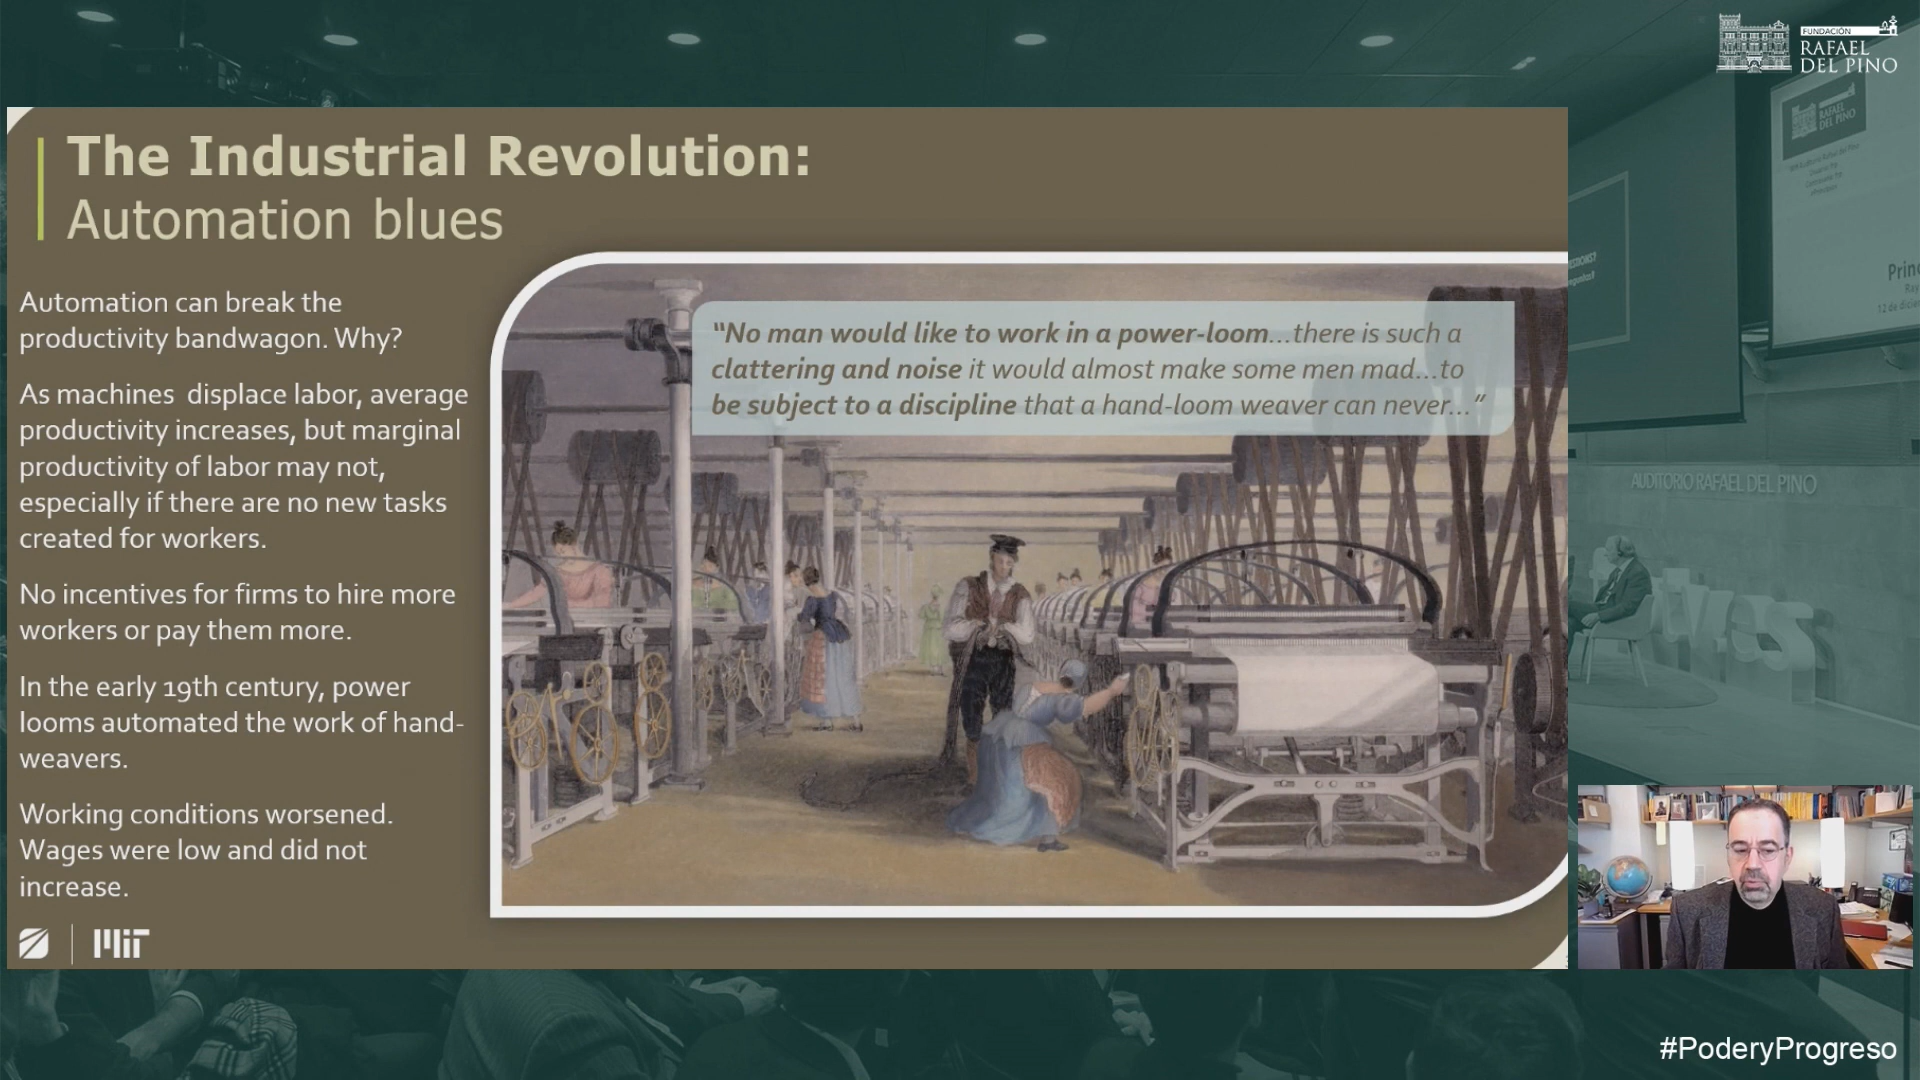 FUNDACIÓN
RAFAEL
DEL PINO
The Industrial Revolution:
Automation blues
Automation can break the
productivity bandwagon. Why?
As machines displace labor, average
productivity increases, but marginal
productivity of labor may not,
especially if there are no new tasks
created for workers.
No incentives for firms to hire more
workers or pay them more.
In the early 19th century, power
looms automated the work of hand-
weavers.
Working conditions worsened.
Wages were low and did not
increase.
“No man would like to work in a power-loom...there is such a
clattering and noise it would almost make some men mad...to
be subject to a discipline that a hand-loom weaver can never...”
MIT
RAFAEL
DEL PINO
AUDITORIO RAFAEL DEL PINO
#PoderyProgreso